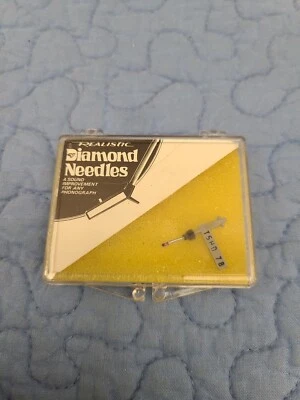 REALISTIC
Diamond
Needles
A SOUND
IMPROVEMENT
FOR ANY
PHONOGRAPH